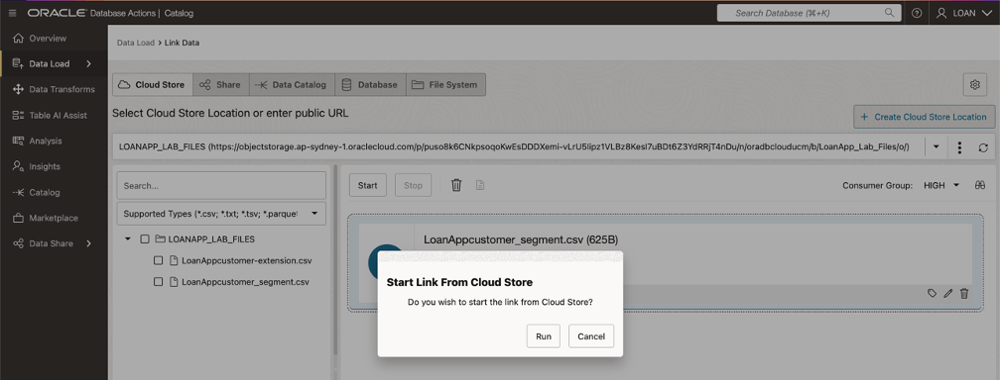 ORACLE Database Actions | Catalog
Search Database (⌘+K)
LOAN
Overview
Data Load
Data Transforms
Table AI Assist
Analysis
Insights
Catalog
Marketplace
Data Share
Data Load > Link Data
Cloud Store
Share
Data Catalog
Database
File System
Select Cloud Store Location or enter public URL
+ Create Cloud Store Location
LOANAPP_LAB_FILES (https://objectstorage.ap-sydney-1.oraclecloud.com/p/puso8k6CNkpsoqoKwEsDDDXemi-vLrU5lipz1VLBz8Kesl7uBDt6Z3YdRRjT4nDu/n/oradbclouducm/b/LoanApp_Lab_Files/o/)
Search...
Supported Types (*.csv; *.txt; *.tsv; *.parquet
LOANAPP_LAB_FILES
LoanAppcustomer-extension.csv
LoanAppcustomer_segment.csv
Start
Stop
Consumer Group: HIGH
LoanAppcustomer_segment.csv (625B)
Start Link From Cloud Store
Do you wish to start the link from Cloud Store?
Run
Cancel